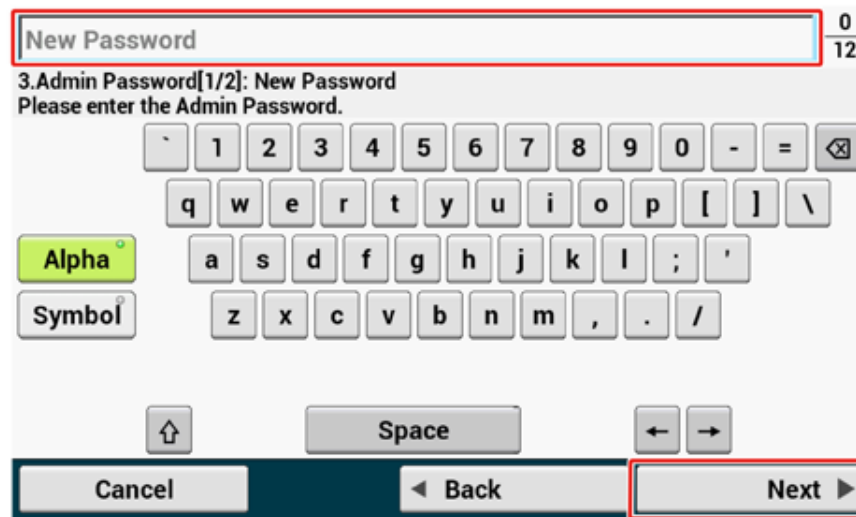 New Password
0
12
3.Admin Password[1/2]: New Password
Please enter the Admin Password.
` 1 2 3 4 5 6 7 8 9 0 - =
q w e r t y u i o p [ ] \
Alpha a s d f g h j k l ; '
Symbol z x c v b n m , . /
Space
Cancel Back Next